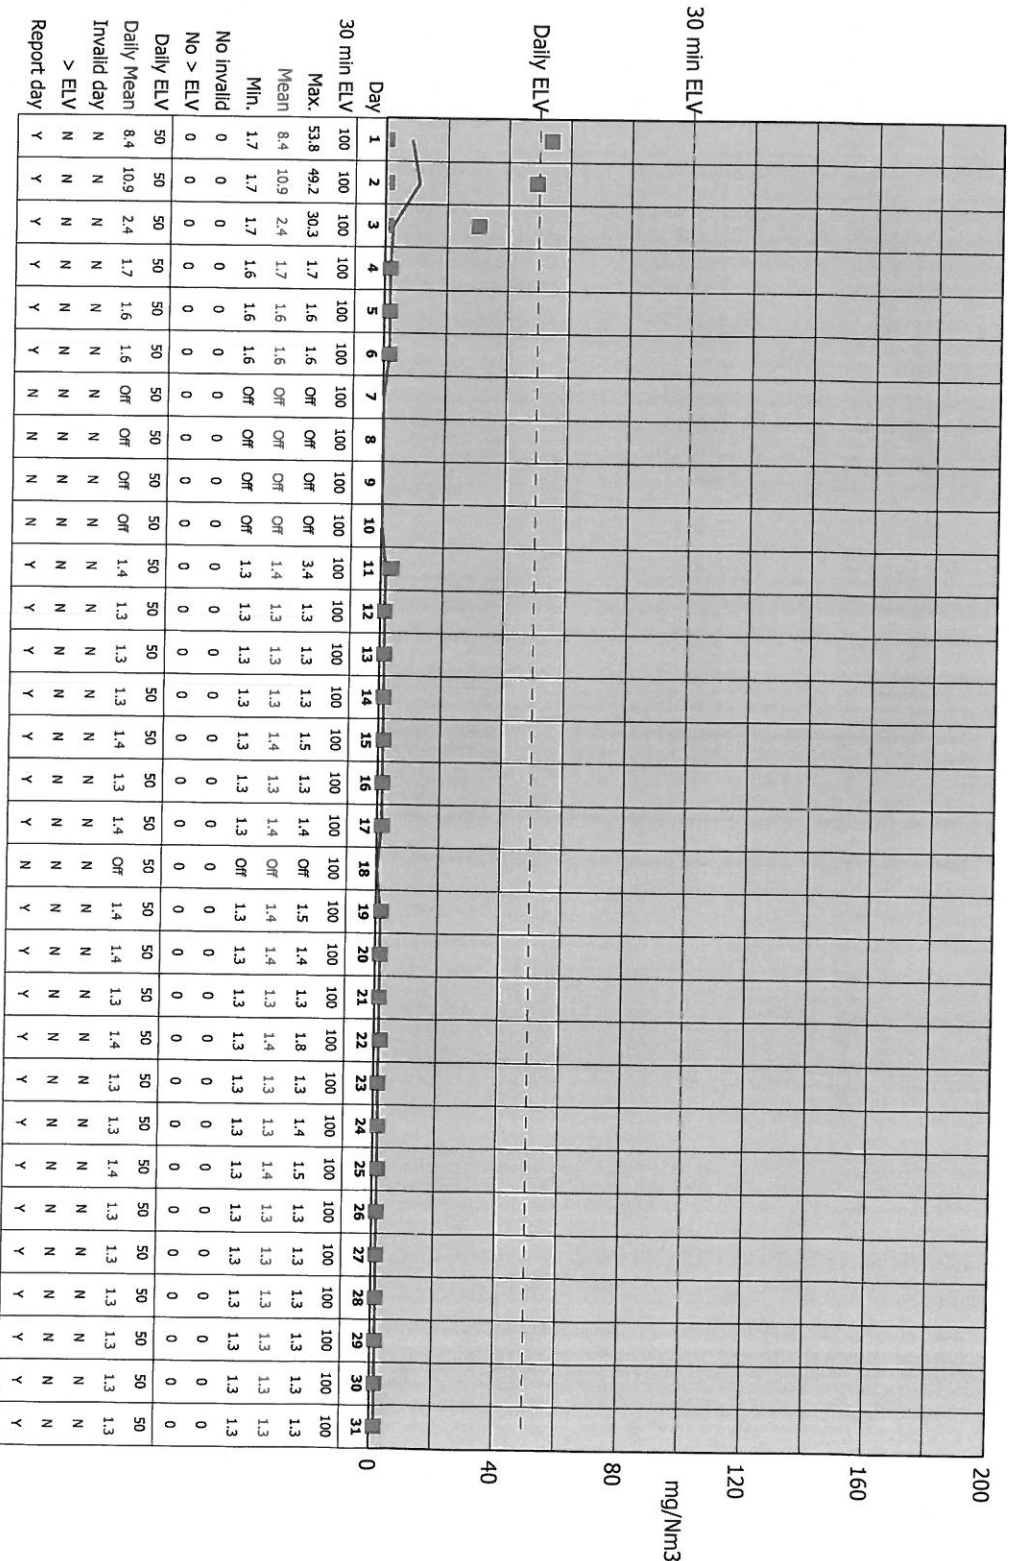 200
160
120
mg/Nm3
80
40
0
30 min ELV
Daily ELV
Day 1 2 3 4 5 6 7 8 9 10 11 12 13 14 15 16 17 18 19 20 21 22 23 24 25 26 27 28 29 30 31
30 min ELV 100 100 100 100 100 100 100 100 100 100 100 100 100 100 100 100 100 100 100 100 100 100 100 100 100 100 100 100 100 100 100
Max. 53.8 49.2 30.3 1.7 1.6 1.6 Off Off Off Off 3.4 1.3 1.3 1.3 1.5 1.3 1.4 Off 1.5 1.4 1.3 1.8 1.3 1.4 1.5 1.3 1.3 1.3 1.3 1.3 1.3
Mean 8.4 10.9 2.4 1.7 1.6 1.6 Off Off Off Off 1.4 1.3 1.3 1.3 1.4 1.3 1.4 Off 1.4 1.4 1.3 1.4 1.3 1.3 1.4 1.3 1.3 1.3 1.3 1.3 1.3
Min. 1.7 1.7 1.7 1.6 1.6 1.6 Off Off Off Off 1.3 1.3 1.3 1.3 1.3 1.3 1.3 Off 1.3 1.3 1.3 1.3 1.3 1.3 1.3 1.3 1.3 1.3 1.3 1.3 1.3
No invalid 0 0 0 0 0 0 0 0 0 0 0 0 0 0 0 0 0 0 0 0 0 0 0 0 0 0 0 0 0 0 0
No > ELV 0 0 0 0 0 0 0 0 0 0 0 0 0 0 0 0 0 0 0 0 0 0 0 0 0 0 0 0 0 0 0
Daily ELV 50 50 50 50 50 50 50 50 50 50 50 50 50 50 50 50 50 50 50 50 50 50 50 50 50 50 50 50 50 50 50
Daily Mean 8.4 10.9 2.4 1.7 1.6 1.6 Off Off Off Off 1.4 1.3 1.3 1.3 1.4 1.3 1.4 Off 1.4 1.4 1.3 1.4 1.3 1.3 1.4 1.3 1.3 1.3 1.3 1.3 1.3
Invalid day N N N N N N N N N N N N N N N N N N N N N N N N N N N N N N N
> ELV N N N N N N N N N N N N N N N N N N N N N N N N N N N N N N N
Report day Y Y Y Y Y Y N N N N Y Y Y Y Y Y Y N Y Y Y Y Y Y Y Y Y Y Y Y Y